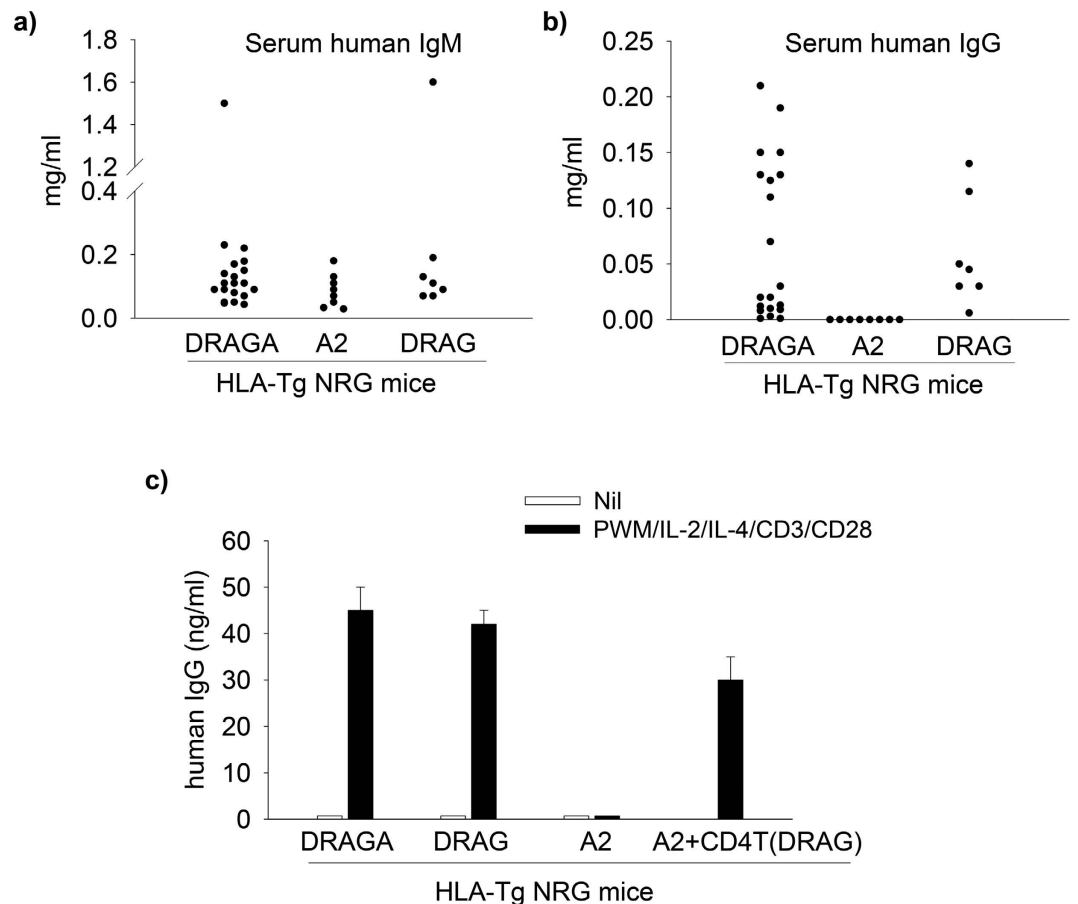 a)
Serum human IgM
mg/ml
1.8
1.6
1.4
1.2
0.4
0.2
0.0
DRAGA A2 DRAG
HLA-Tg NRG mice
b)
Serum human IgG
mg/ml
0.25
0.20
0.15
0.10
0.05
0.00
DRAGA A2 DRAG
HLA-Tg NRG mice
c)
Nil
PWM/IL-2/IL-4/CD3/CD28
human IgG (ng/ml)
60
50
40
30
20
10
0
DRAGA DRAG A2 A2+CD4T(DRAG)
HLA-Tg NRG mice